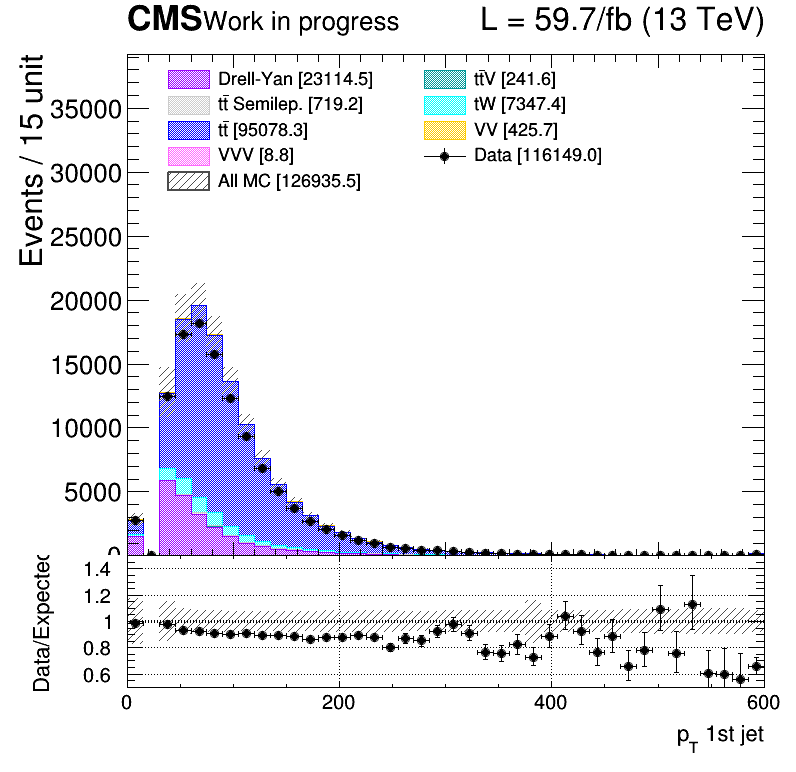 CMS Work in progress L = 59.7/fb (13 TeV)
Events / 15 unit
35000
30000
25000
20000
15000
10000
5000
0
Drell-Yan [23114.5]
tt̄ Semilep. [719.2]
tt̄ [95078.3]
VVV [8.8]
All MC [126935.5]
tt̄V [241.6]
tW [7347.4]
VV [425.7]
Data [116149.0]
Data/Expected
1.4
1.2
1
0.8
0.6
0 200 400 600
p_T 1st jet